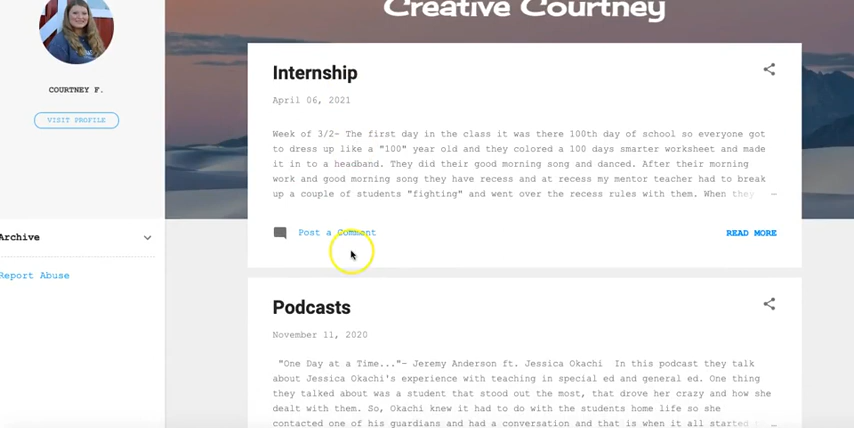 Creative Courtney
COURTNEY F.
VISIT PROFILE
Archive
Report Abuse
Internship
April 06, 2021
Week of 3/2- The first day in the class it was there 100th day of school so everyone got
to dress up like a "100" year old and they colored a 100 days smarter worksheet and made
it in to a headband. They did their good morning song and danced. After their morning
work and good morning song they have recess and at recess my mentor teacher had to break
up a couple of students "fighting" and went over the recess rules with them. When they …
Post a Comment
READ MORE
Podcasts
November 11, 2020
"One Day at a Time..."- Jeremy Anderson ft. Jessica Okachi In this podcast they talk
about Jessica Okachi's experience with teaching in special ed and general ed. One thing
they talked about was a student that stood out the most, that drove her crazy and how she
dealt with them. So, Okachi knew it had to do with the students home life so she
contacted one of his guardians and had a conversation and that is when it all started …